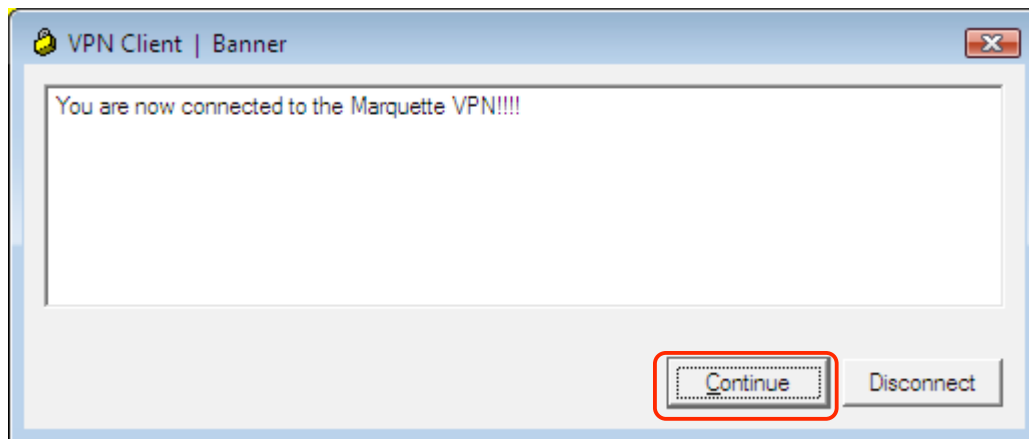 VPN Client | Banner
You are now connected to the Marquette VPN!!!!
Continue Disconnect